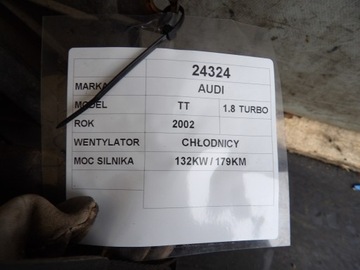 24324
MARKA AUDI
MODEL TT 1.8 TURBO
ROK 2002
WENTYLATOR CHŁODNICY
MOC SILNIKA 132KW / 179KM